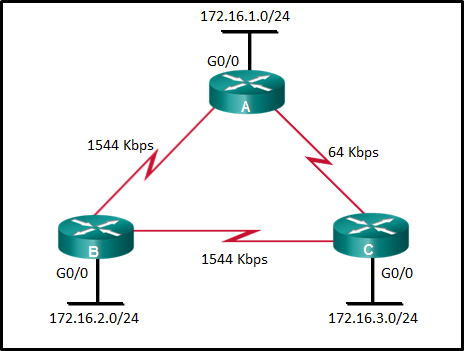 172.16.1.0/24
G0/0
A
1544 Kbps
64 Kbps
B
C
G0/0
1544 Kbps
G0/0
172.16.2.0/24
172.16.3.0/24